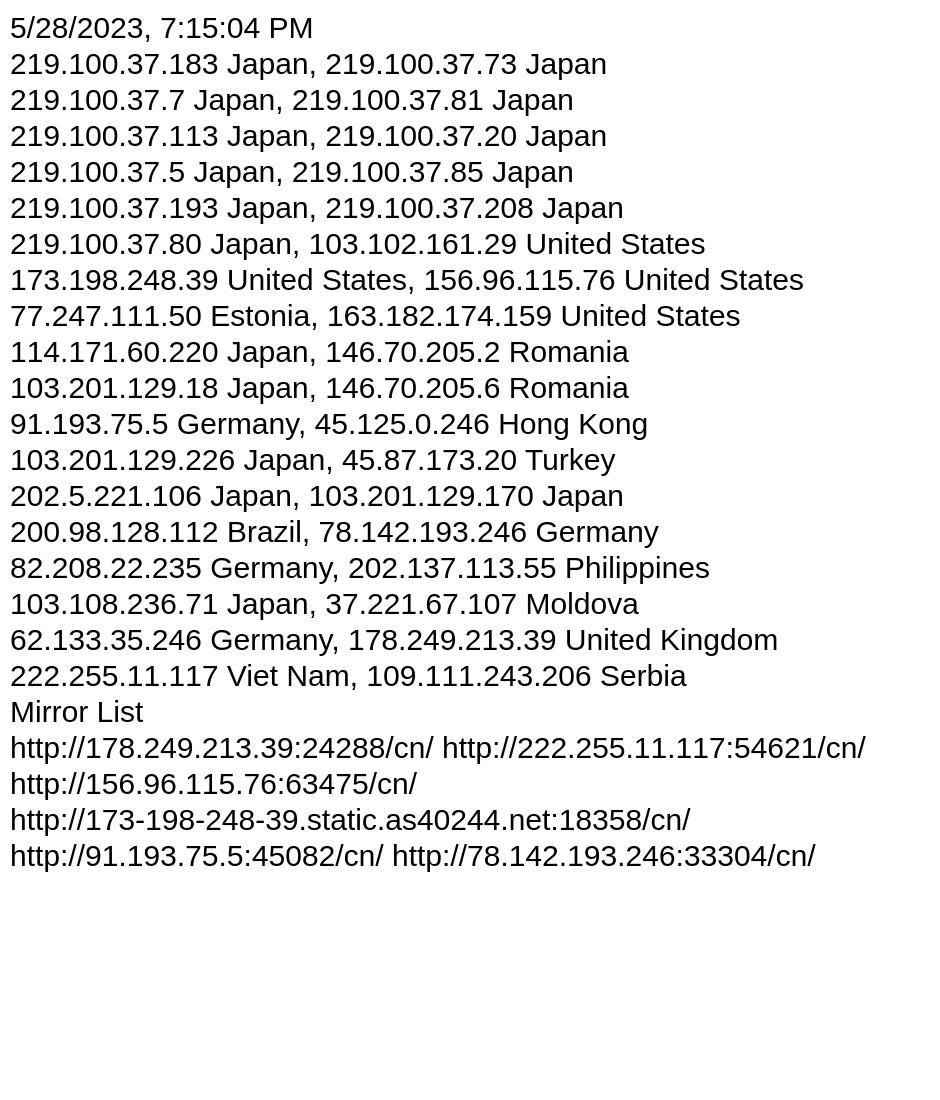 5/28/2023, 7:15:04 PM
219.100.37.183 Japan, 219.100.37.73 Japan
219.100.37.7 Japan, 219.100.37.81 Japan
219.100.37.113 Japan, 219.100.37.20 Japan
219.100.37.5 Japan, 219.100.37.85 Japan
219.100.37.193 Japan, 219.100.37.208 Japan
219.100.37.80 Japan, 103.102.161.29 United States
173.198.248.39 United States, 156.96.115.76 United States
77.247.111.50 Estonia, 163.182.174.159 United States
114.171.60.220 Japan, 146.70.205.2 Romania
103.201.129.18 Japan, 146.70.205.6 Romania
91.193.75.5 Germany, 45.125.0.246 Hong Kong
103.201.129.226 Japan, 45.87.173.20 Turkey
202.5.221.106 Japan, 103.201.129.170 Japan
200.98.128.112 Brazil, 78.142.193.246 Germany
82.208.22.235 Germany, 202.137.113.55 Philippines
103.108.236.71 Japan, 37.221.67.107 Moldova
62.133.35.246 Germany, 178.249.213.39 United Kingdom
222.255.11.117 Viet Nam, 109.111.243.206 Serbia
Mirror List
http://178.249.213.39:24288/cn/ http://222.255.11.117:54621/cn/
http://156.96.115.76:63475/cn/
http://173-198-248-39.static.as40244.net:18358/cn/
http://91.193.75.5:45082/cn/ http://78.142.193.246:33304/cn/